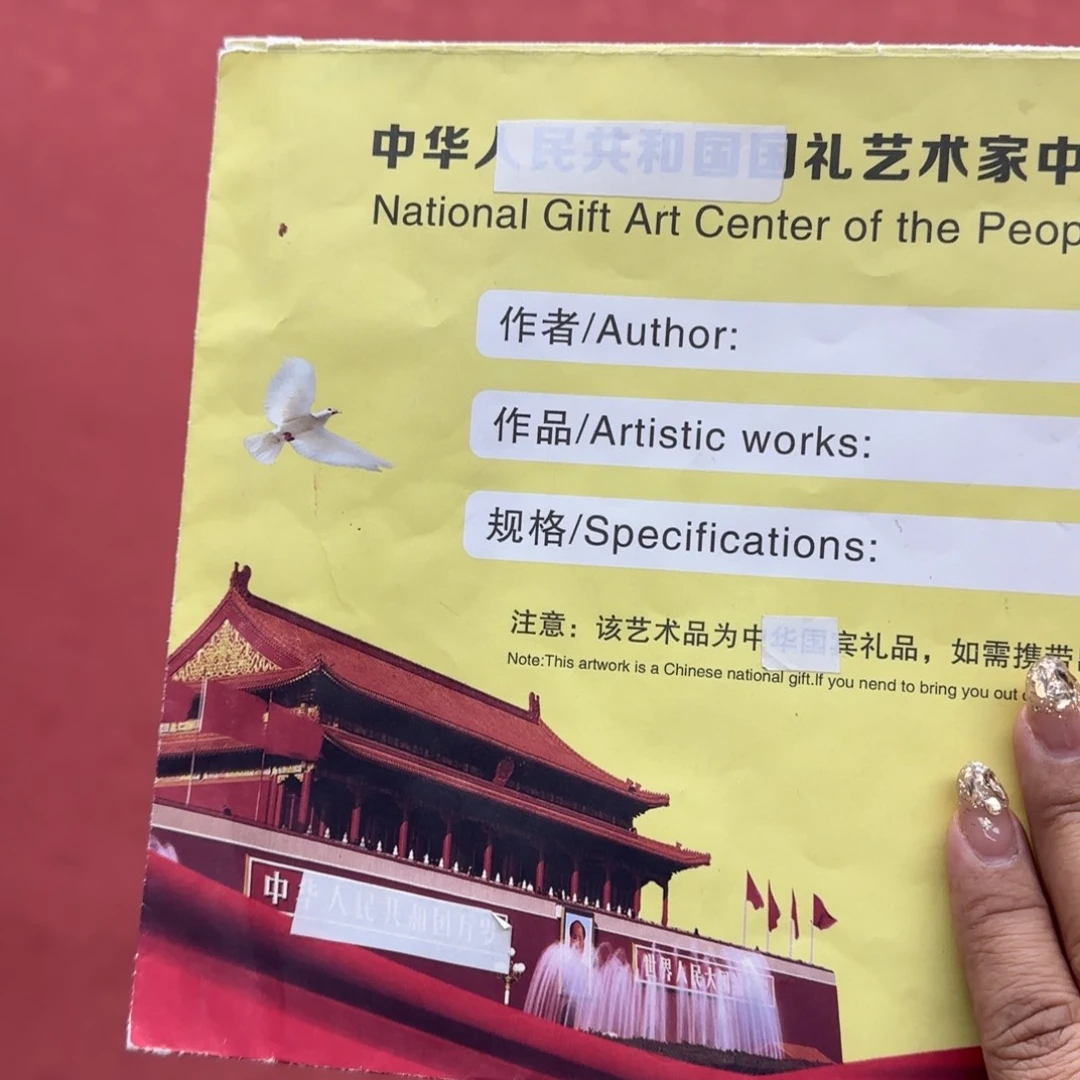 中华人民共和国国礼艺术家中
National Gift Art Center of the Peop
作者/Author:
作品/Artistic works:
规格/Specifications:
注意：该艺术品为中华国宾礼品，如需携带
Note:This artwork is a Chinese national gift.If you nend to bring you out
中华人民共和国万岁
世界人民大